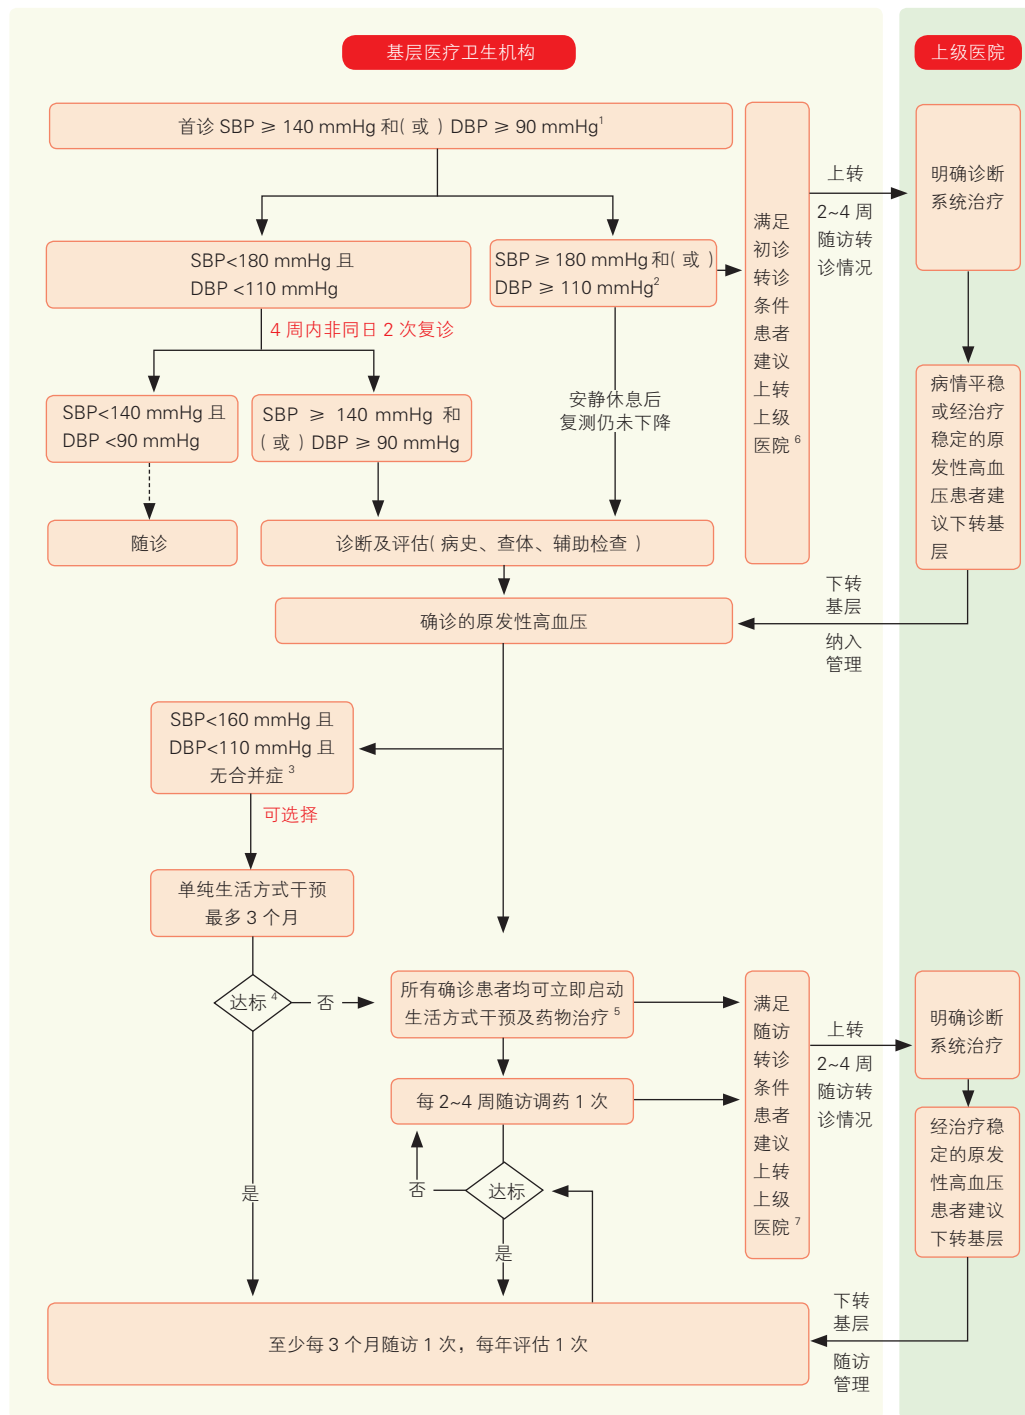 基层医疗卫生机构
上级医院
首诊 SBP ≥ 140 mmHg 和( 或 ) DBP ≥ 90 mmHg¹
SBP<180 mmHg 且
DBP <110 mmHg
SBP ≥ 180 mmHg 和( 或 )
DBP ≥ 110 mmHg²
4 周内非同日 2 次复诊
SBP<140 mmHg 且
DBP <90 mmHg
SBP ≥ 140 mmHg 和
( 或 ) DBP ≥ 90 mmHg
安静休息后
复测仍未下降
随诊
诊断及评估( 病史、查体、辅助检查 )
满足
初诊
转诊
条件
患者
建议
上转
上级
医院⁶
上转
2~4 周
随访转
诊情况
明确诊断
系统治疗
病情平稳
或经治疗
稳定的原
发性高血
压患者建
议下转基
层
下转
基层
纳入
管理
确诊的原发性高血压
SBP<160 mmHg 且
DBP<110 mmHg 且
无合并症³
可选择
单纯生活方式干预
最多 3 个月
达标⁴
否
是
所有确诊患者均可立即启动
生活方式干预及药物治疗⁵
每 2~4 周随访调药 1 次
否
达标
是
满足
随访
转诊
条件
患者
建议
上转
上级
医院⁷
上转
2~4 周
随访转
诊情况
明确诊断
系统治疗
经治疗稳
定的原发
性高血压
患者建议
下转基层
下转
基层
随访
管理
至少每 3 个月随访 1 次，每年评估 1 次